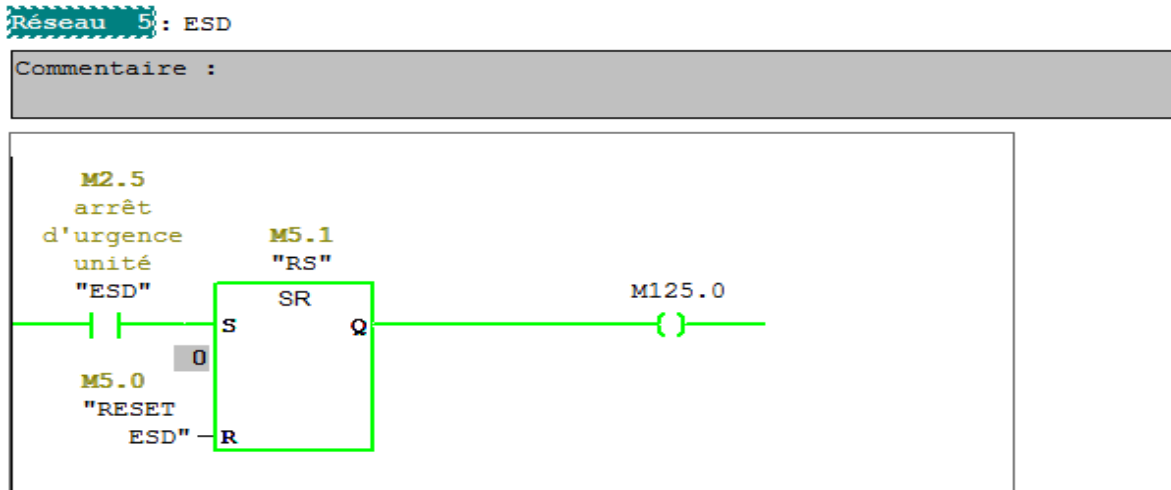 Réseau 5 : ESD
Commentaire :
M2.5
arrêt
d'urgence
unité
"ESD"
M5.1
"RS"
SR
S
Q
M125.0
0
M5.0
"RESET
ESD"
R